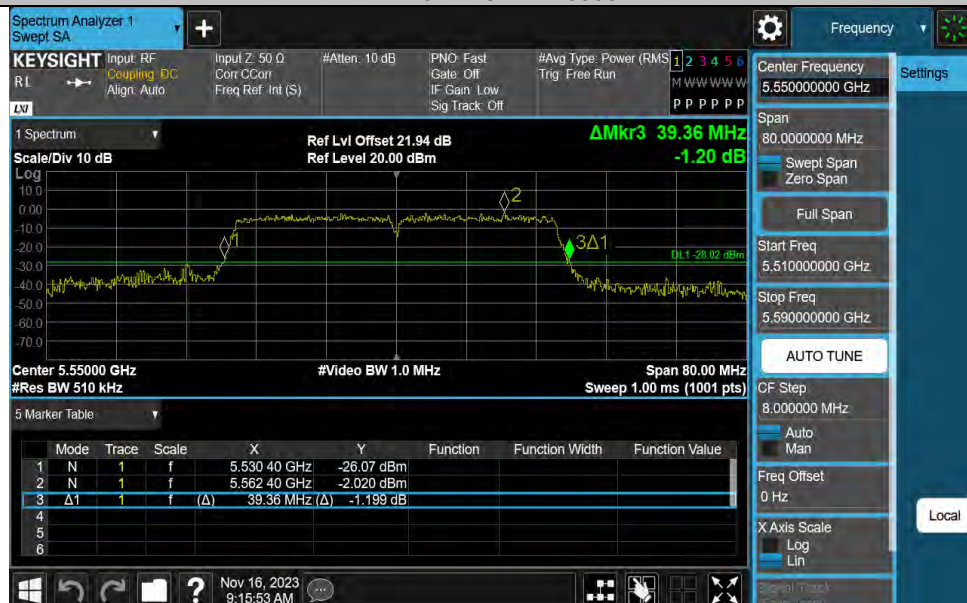 Spectrum Analyzer 1
Swept SA
Frequency
KEYSIGHT
RL
LXI
Input: RF
Coupling: DC
Align: Auto
Input Z: 50 Ω
Corr CCorr
Freq Ref: Int (S)
#Atten: 10 dB
PNO: Fast
Gate: Off
IF Gain: Low
Sig Track: Off
#Avg Type: Power (RMS
Trig: Free Run
1 2 3 4 5 6
M W W W W W
P P P P P P
1 Spectrum
Scale/Div 10 dB
Ref Lvl Offset 21.94 dB
Ref Level 20.00 dBm
ΔMkr3 39.36 MHz
-1.20 dB
Log
10.0
0.00
-10.0
-20.0
-30.0
-40.0
-50.0
-60.0
-70.0
1
2
3Δ1
DL1 -28.02 dBm
Center 5.55000 GHz
#Video BW 1.0 MHz
Span 80.00 MHz
#Res BW 510 kHz
Sweep 1.00 ms (1001 pts)
5 Marker Table
Mode Trace Scale X Y Function Function Width Function Value
1 N 1 f 5.530 40 GHz -26.07 dBm
2 N 1 f 5.562 40 GHz -2.020 dBm
3 Δ1 1 f (Δ) 39.36 MHz (Δ) -1.199 dB
4
5
6
Nov 16, 2023
9:15:53 AM
Center Frequency
5.550000000 GHz
Settings
Span
80.0000000 MHz
Swept Span
Zero Span
Full Span
Start Freq
5.510000000 GHz
Stop Freq
5.590000000 GHz
AUTO TUNE
CF Step
8.000000 MHz
Auto
Man
Freq Offset
0 Hz
X Axis Scale
Log
Lin
Signal Track
Local